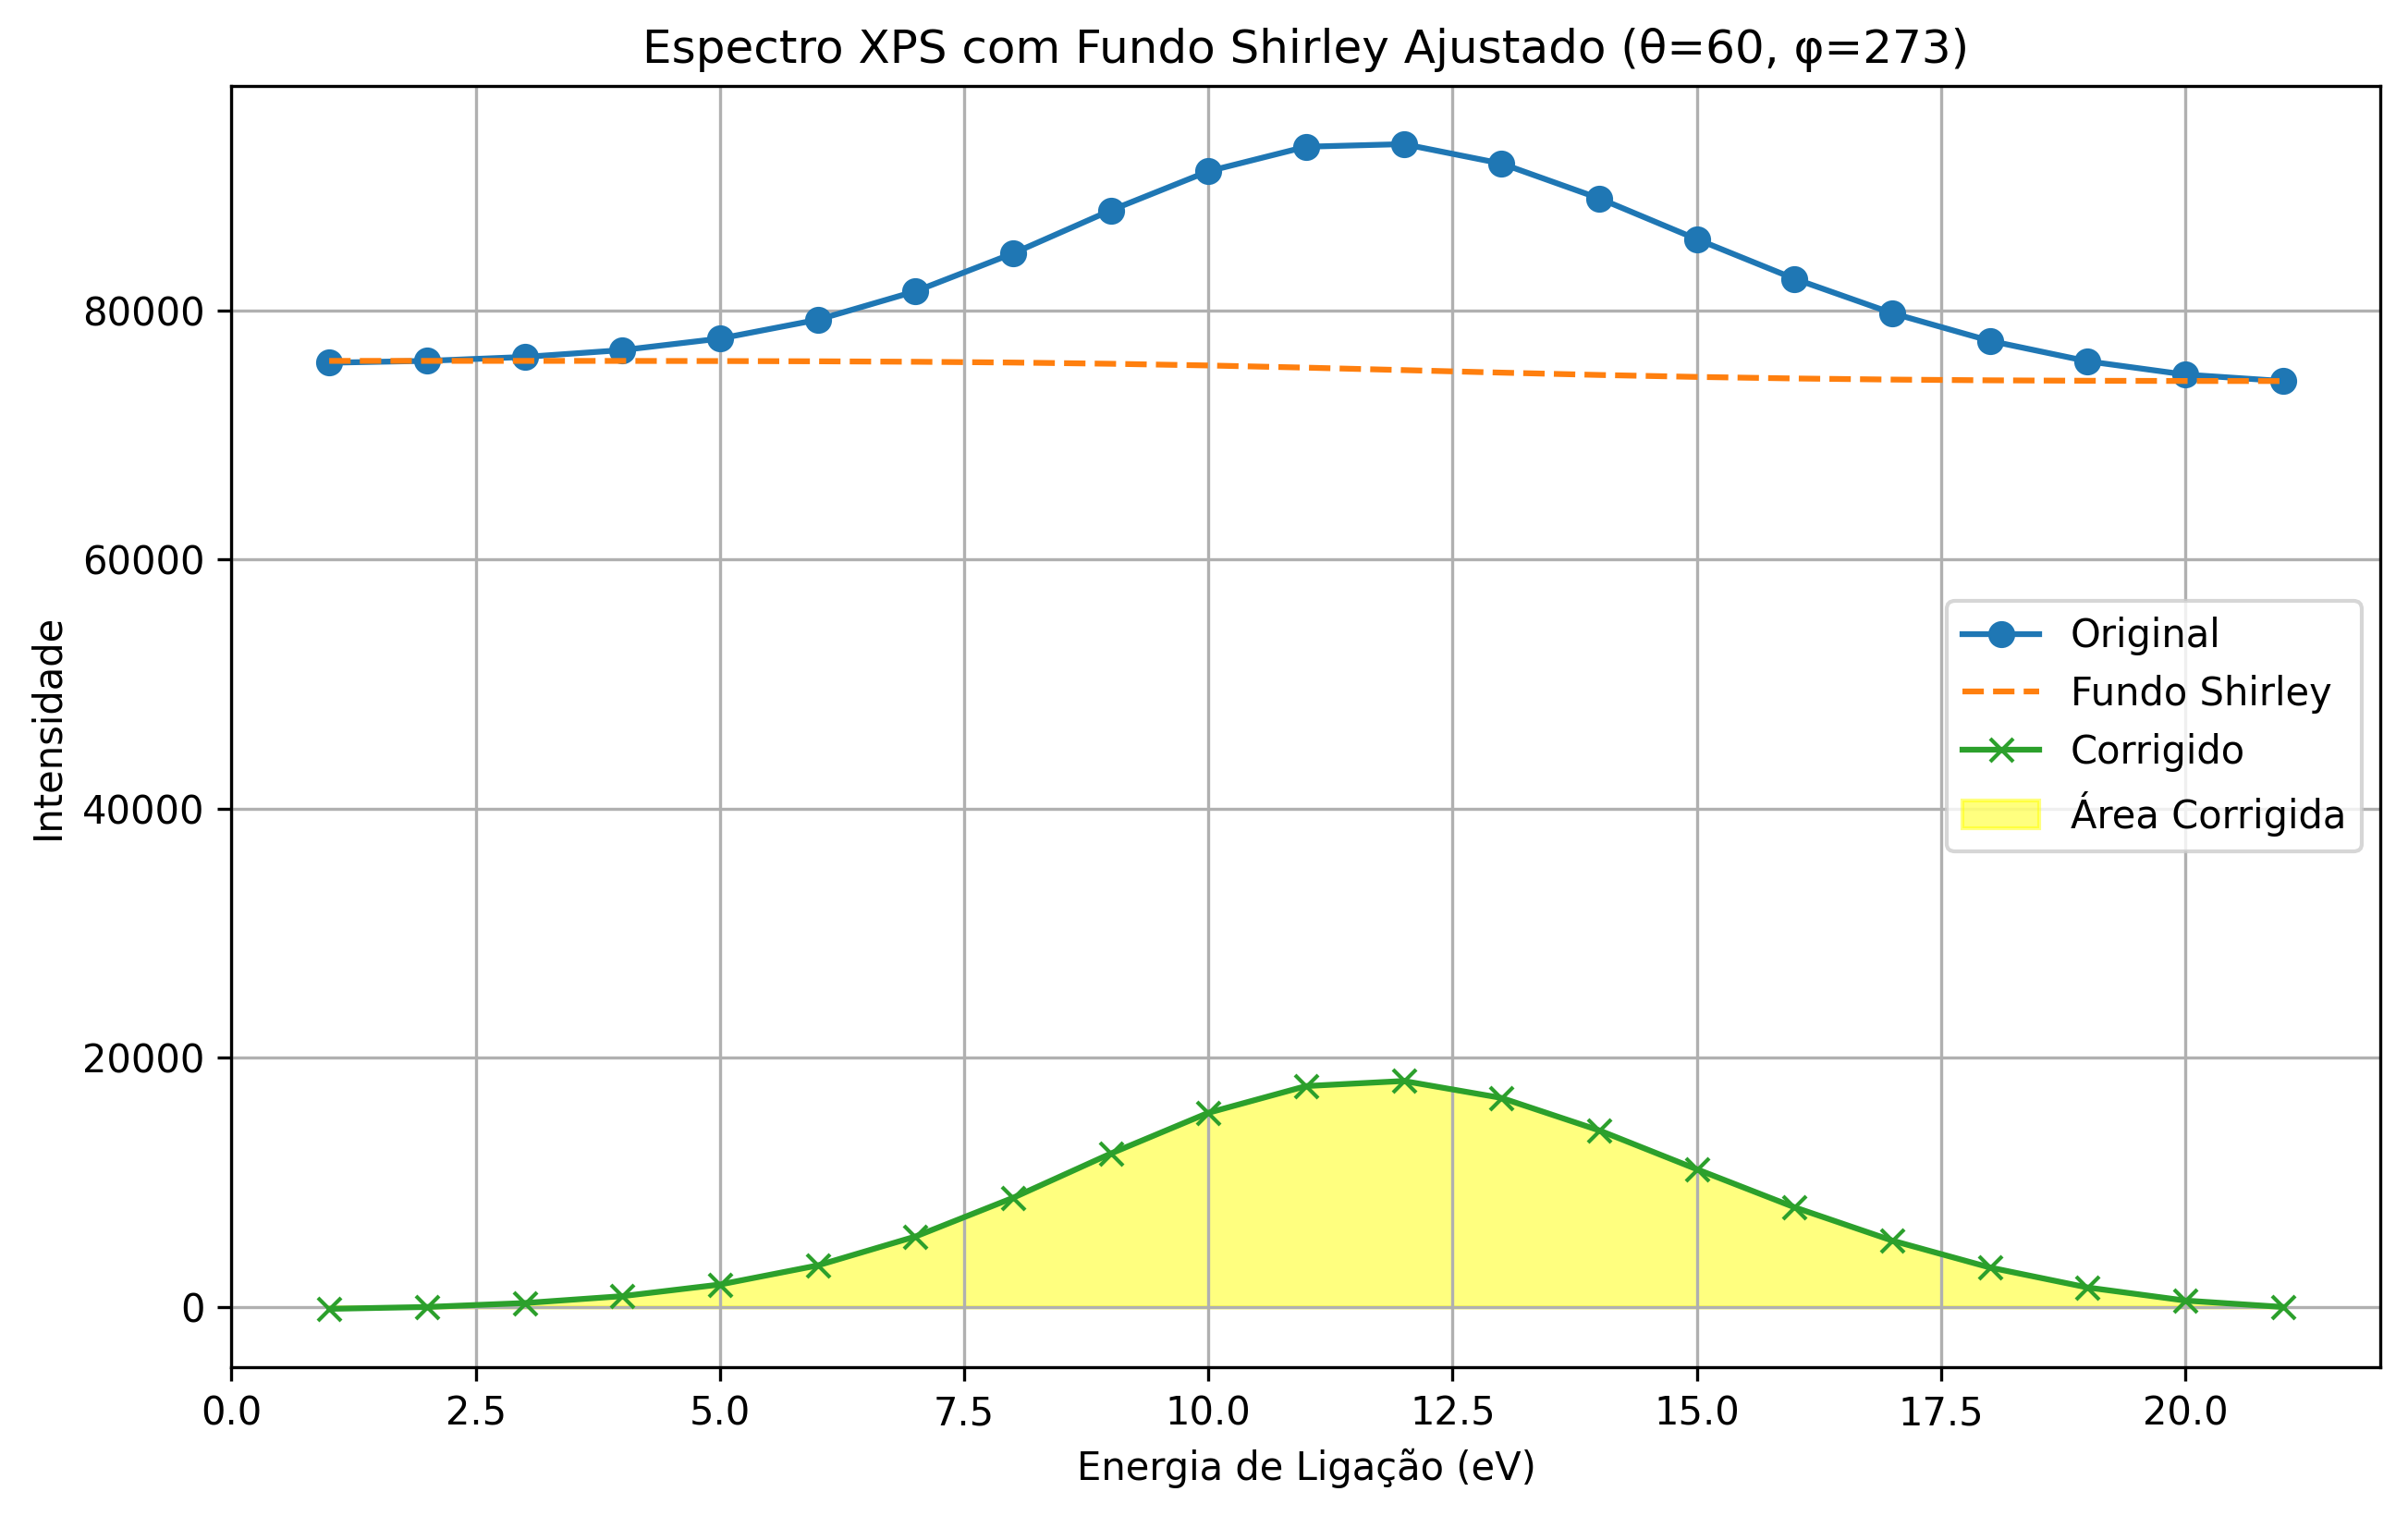 Espectro XPS com Fundo Shirley Ajustado (θ=60, φ=273)
80000
60000
40000
20000
0
Intensidade
Original
Fundo Shirley
Corrigido
Área Corrigida
0.0 2.5 5.0 7.5 10.0 12.5 15.0 17.5 20.0
Energia de Ligação (eV)